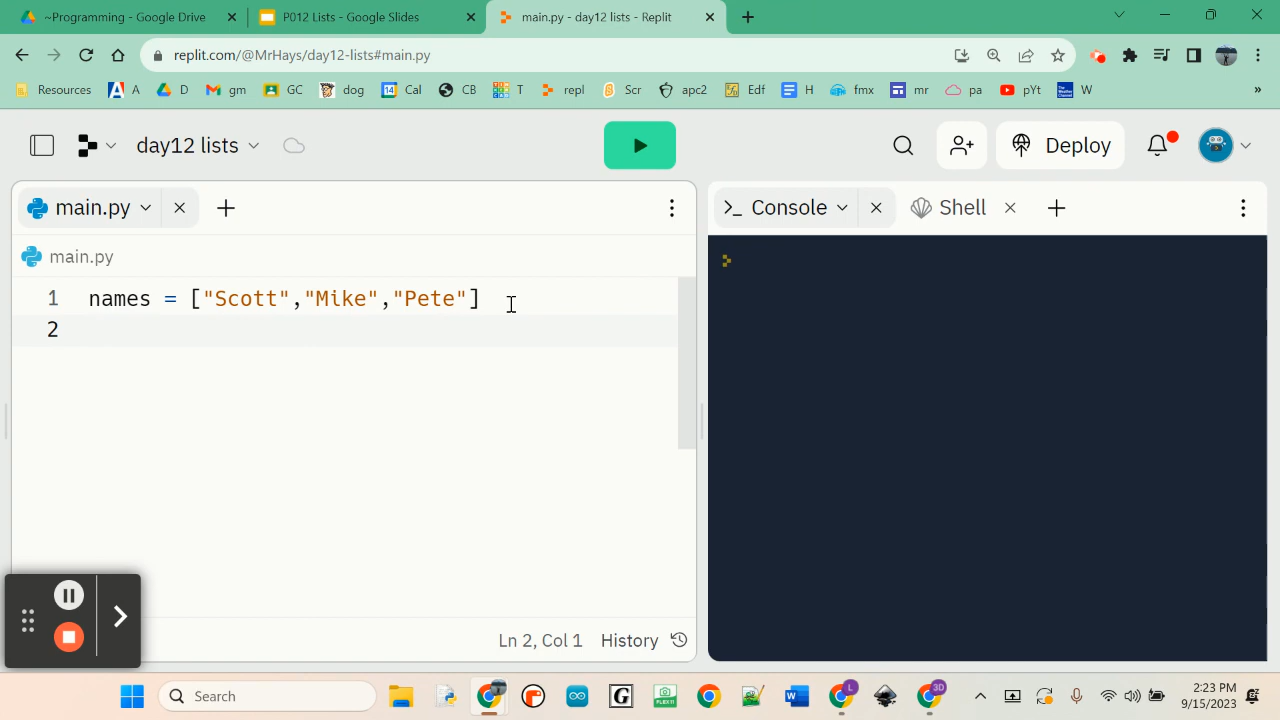 ~Programming - Google Drive
P012 Lists - Google Slides
main.py - day12 lists - Replit
replit.com/@MrHays/day12-lists#main.py
Resources A D gm GC dog Cal CB T repl Scr apc2 Edf H fmx mr pa pYt W »
day12 lists
Deploy
main.py
Console
Shell
main.py
1 names = ["Scott","Mike","Pete"]
2
Ln 2, Col 1 History
Search
2:23 PM
9/15/2023